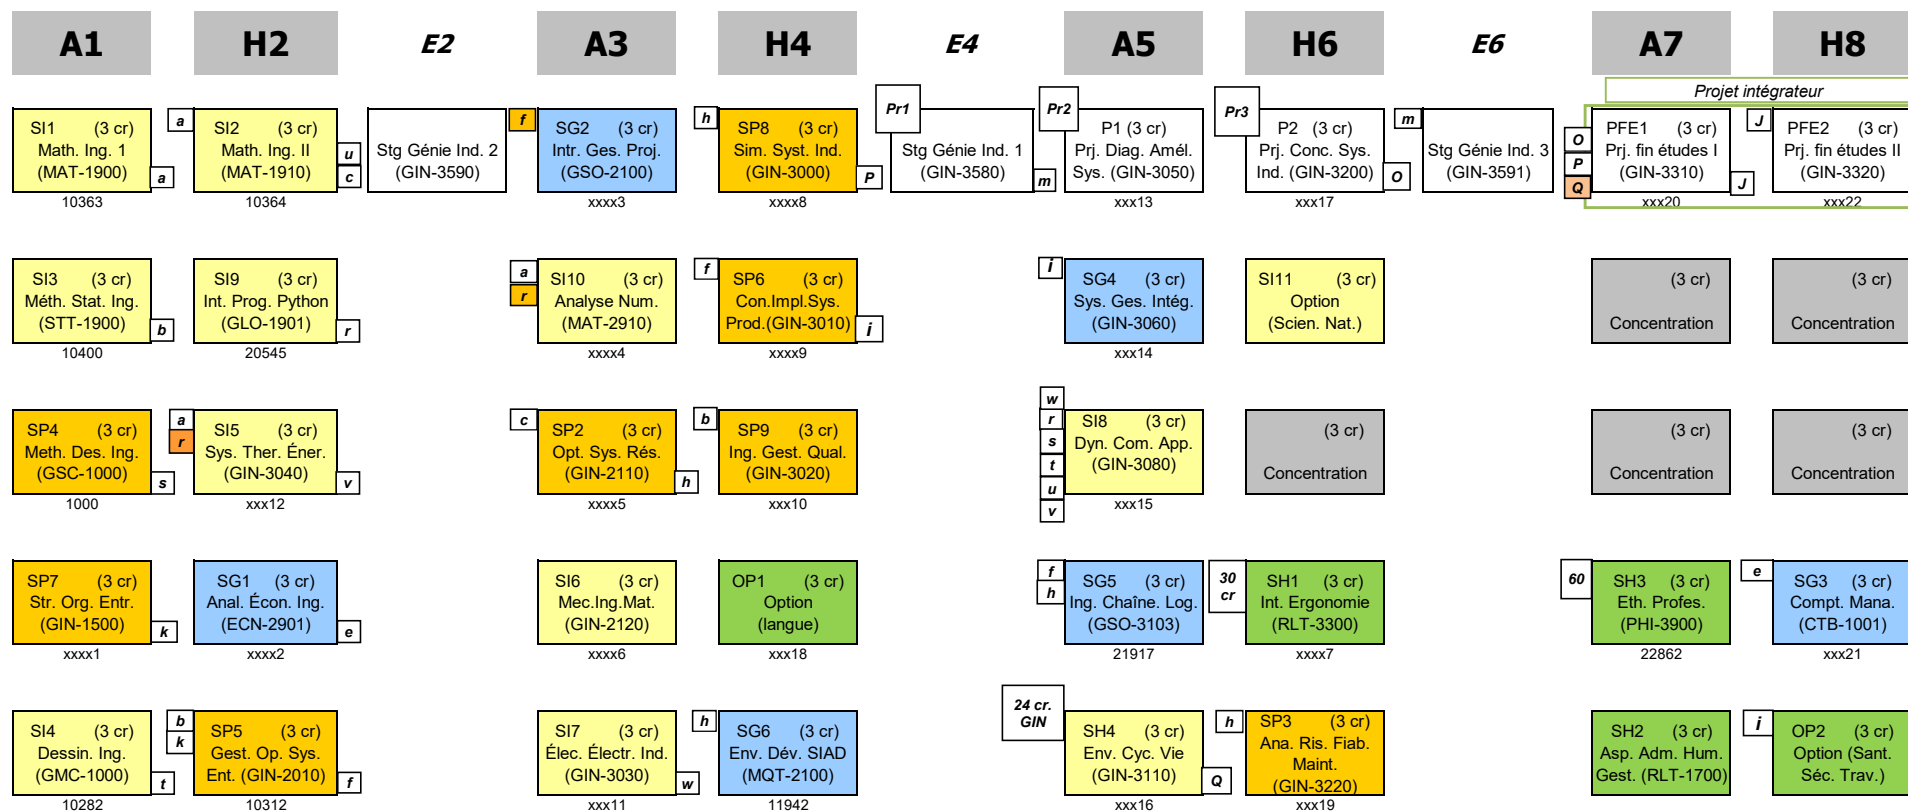 A1 H2 E2 A3 H4 E4 A5 H6 E6 A7 H8
Projet intégrateur
SI1 (3 cr)
Math. Ing. 1
(MAT-1900)
a
10363
a
SI2 (3 cr)
Math. Ing. II
(MAT-1910)
u
c
10364
Stg Génie Ind. 2
(GIN-3590)
f
SG2 (3 cr)
Intr. Ges. Proj.
(GSO-2100)
xxxx3
h
SP8 (3 cr)
Sim. Syst. Ind.
(GIN-3000)
P
xxxx8
Pr1
Stg Génie Ind. 1
(GIN-3580)
m
Pr2
P1 (3 cr)
Prj. Diag. Amél.
Sys. (GIN-3050)
xxx13
Pr3
P2 (3 cr)
Prj. Conc. Sys.
Ind. (GIN-3200)
O
xxx17
m
Stg Génie Ind. 3
(GIN-3591)
O
P
Q
PFE1 (3 cr)
Prj. fin études I
(GIN-3310)
J
xxx20
J
PFE2 (3 cr)
Prj. fin études II
(GIN-3320)
xxx22
SI3 (3 cr)
Méth. Stat. Ing.
(STT-1900)
b
10400
SI9 (3 cr)
Int. Prog. Python
(GLO-1901)
r
20545
a
r
SI10 (3 cr)
Analyse Num.
(MAT-2910)
xxxx4
f
SP6 (3 cr)
Con.Impl.Sys.
Prod.(GIN-3010)
i
xxxx9
i
SG4 (3 cr)
Sys. Ges. Intég.
(GIN-3060)
xxx14
SI11 (3 cr)
Option
(Scien. Nat.)
(3 cr)
Concentration
(3 cr)
Concentration
SP4 (3 cr)
Meth. Des. Ing.
(GSC-1000)
s
1000
a
r
SI5 (3 cr)
Sys. Ther. Éner.
(GIN-3040)
v
xxx12
c
SP2 (3 cr)
Opt. Sys. Rés.
(GIN-2110)
h
xxxx5
b
SP9 (3 cr)
Ing. Gest. Qual.
(GIN-3020)
xxx10
w
r
s
t
u
v
SI8 (3 cr)
Dyn. Com. App.
(GIN-3080)
xxx15
(3 cr)
Concentration
(3 cr)
Concentration
(3 cr)
Concentration
SP7 (3 cr)
Str. Org. Entr.
(GIN-1500)
k
xxxx1
SG1 (3 cr)
Anal. Écon. Ing.
(ECN-2901)
e
xxxx2
SI6 (3 cr)
Mec.Ing.Mat.
(GIN-2120)
xxxx6
OP1 (3 cr)
Option
(langue)
xxx18
f
h
SG5 (3 cr)
Ing. Chaîne. Log.
(GSO-3103)
21917
30
cr
SH1 (3 cr)
Int. Ergonomie
(RLT-3300)
xxxx7
60
SH3 (3 cr)
Eth. Profes.
(PHI-3900)
22862
e
SG3 (3 cr)
Compt. Mana.
(CTB-1001)
xxx21
SI4 (3 cr)
Dessin. Ing.
(GMC-1000)
t
10282
b
k
SP5 (3 cr)
Gest. Op. Sys.
Ent. (GIN-2010)
f
10312
SI7 (3 cr)
Élec. Électr. Ind.
(GIN-3030)
w
xxx11
h
SG6 (3 cr)
Env. Dév. SIAD
(MQT-2100)
11942
24 cr.
GIN
SH4 (3 cr)
Env. Cyc. Vie
(GIN-3110)
Q
xxx16
h
SP3 (3 cr)
Ana. Ris. Fiab.
Maint.
(GIN-3220)
xxx19
SH2 (3 cr)
Asp. Adm. Hum.
Gest. (RLT-1700)
i
OP2 (3 cr)
Option (Sant.
Séc. Trav.)